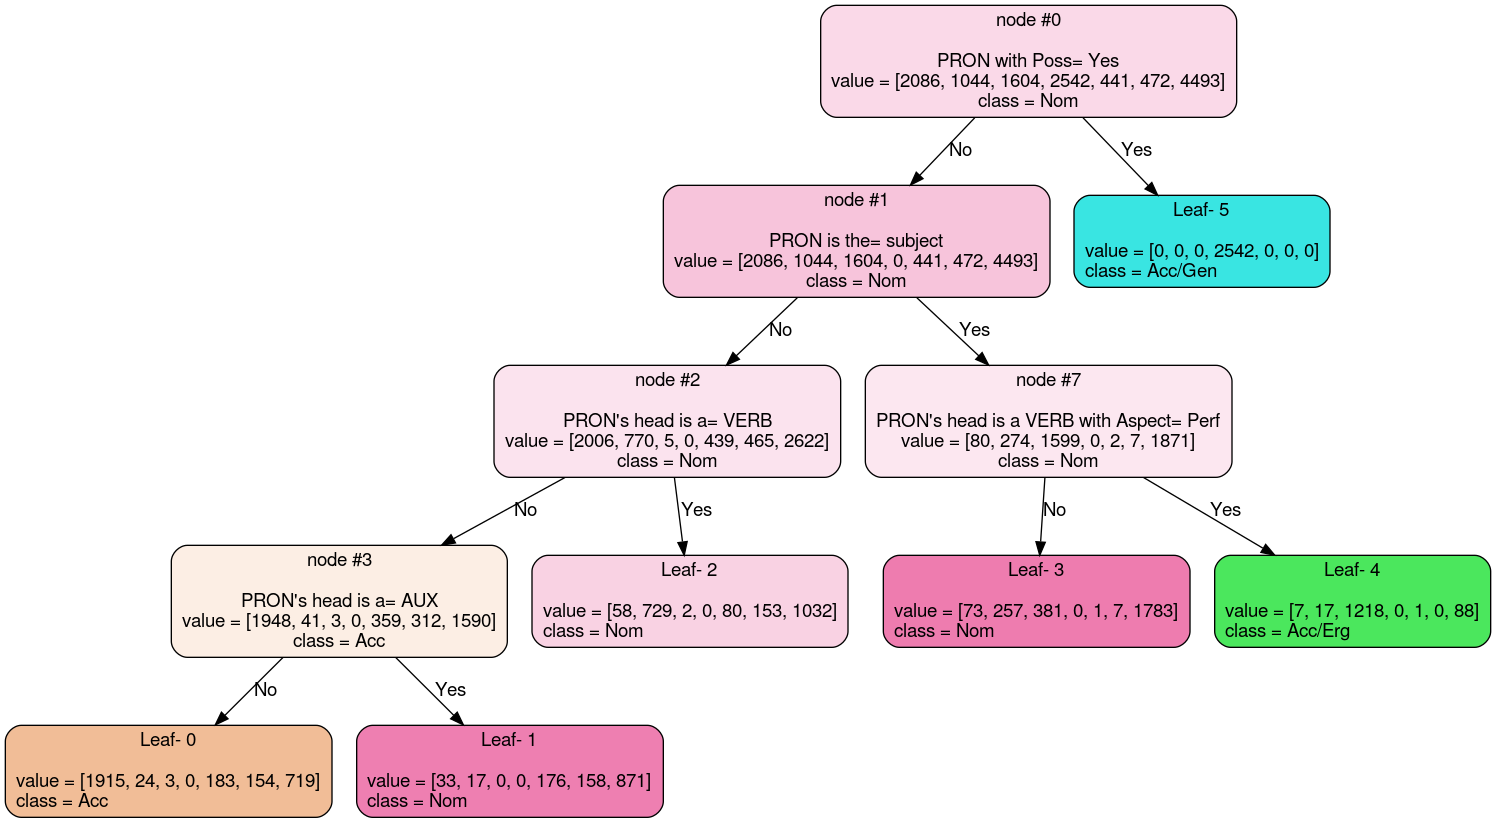 node #0
PRON with Poss= Yes
value = [2086, 1044, 1604, 2542, 441, 472, 4493]
class = Nom
No
Yes
node #1
PRON is the= subject
value = [2086, 1044, 1604, 0, 441, 472, 4493]
class = Nom
Leaf- 5
value = [0, 0, 0, 2542, 0, 0, 0]
class = Acc/Gen
No
Yes
node #2
PRON's head is a= VERB
value = [2006, 770, 5, 0, 439, 465, 2622]
class = Nom
node #7
PRON's head is a VERB with Aspect= Perf
value = [80, 274, 1599, 0, 2, 7, 1871]
class = Nom
No
Yes
No
Yes
node #3
PRON's head is a= AUX
value = [1948, 41, 3, 0, 359, 312, 1590]
class = Acc
Leaf- 2
value = [58, 729, 2, 0, 80, 153, 1032]
class = Nom
Leaf- 3
value = [73, 257, 381, 0, 1, 7, 1783]
class = Nom
Leaf- 4
value = [7, 17, 1218, 0, 1, 0, 88]
class = Acc/Erg
No
Yes
Leaf- 0
value = [1915, 24, 3, 0, 183, 154, 719]
class = Acc
Leaf- 1
value = [33, 17, 0, 0, 176, 158, 871]
class = Nom